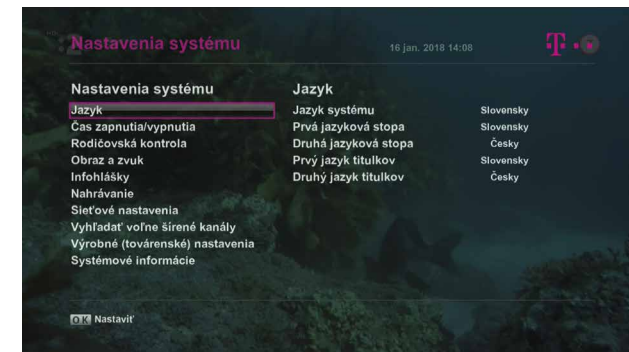 Nastavenia systému
16 jan. 2018 14:08
T
Nastavenia systému
Jazyk
Čas zapnutia/vypnutia
Rodičovská kontrola
Obraz a zvuk
Infohlášky
Nahrávanie
Sieťové nastavenia
Vyhľadať voľne šírené kanály
Výrobné (továrenské) nastavenia
Systémové informácie
Jazyk
Jazyk systému Slovensky
Prvá jazyková stopa Slovensky
Druhá jazyková stopa Česky
Prvý jazyk titulkov Slovensky
Druhý jazyk titulkov Česky
OK Nastaviť